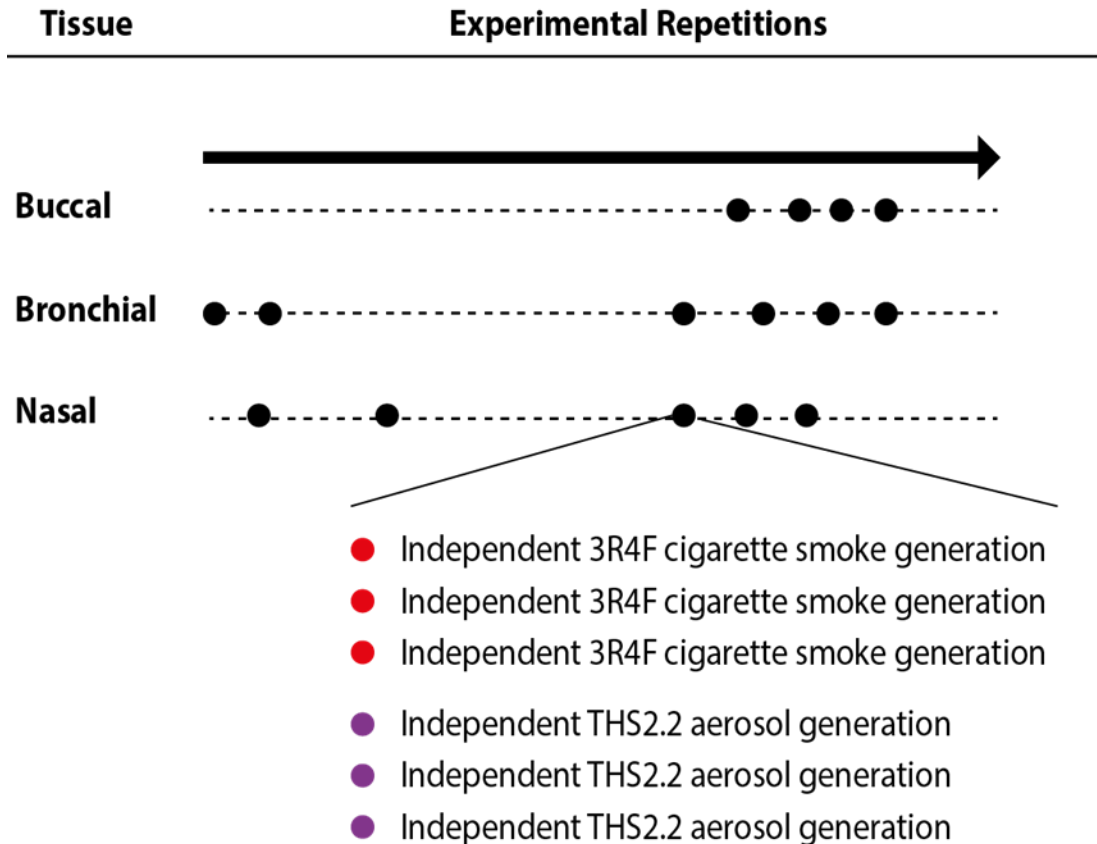 Tissue Experimental Repetitions
Buccal
Bronchial
Nasal
Independent 3R4F cigarette smoke generation
Independent 3R4F cigarette smoke generation
Independent 3R4F cigarette smoke generation
Independent THS2.2 aerosol generation
Independent THS2.2 aerosol generation
Independent THS2.2 aerosol generation